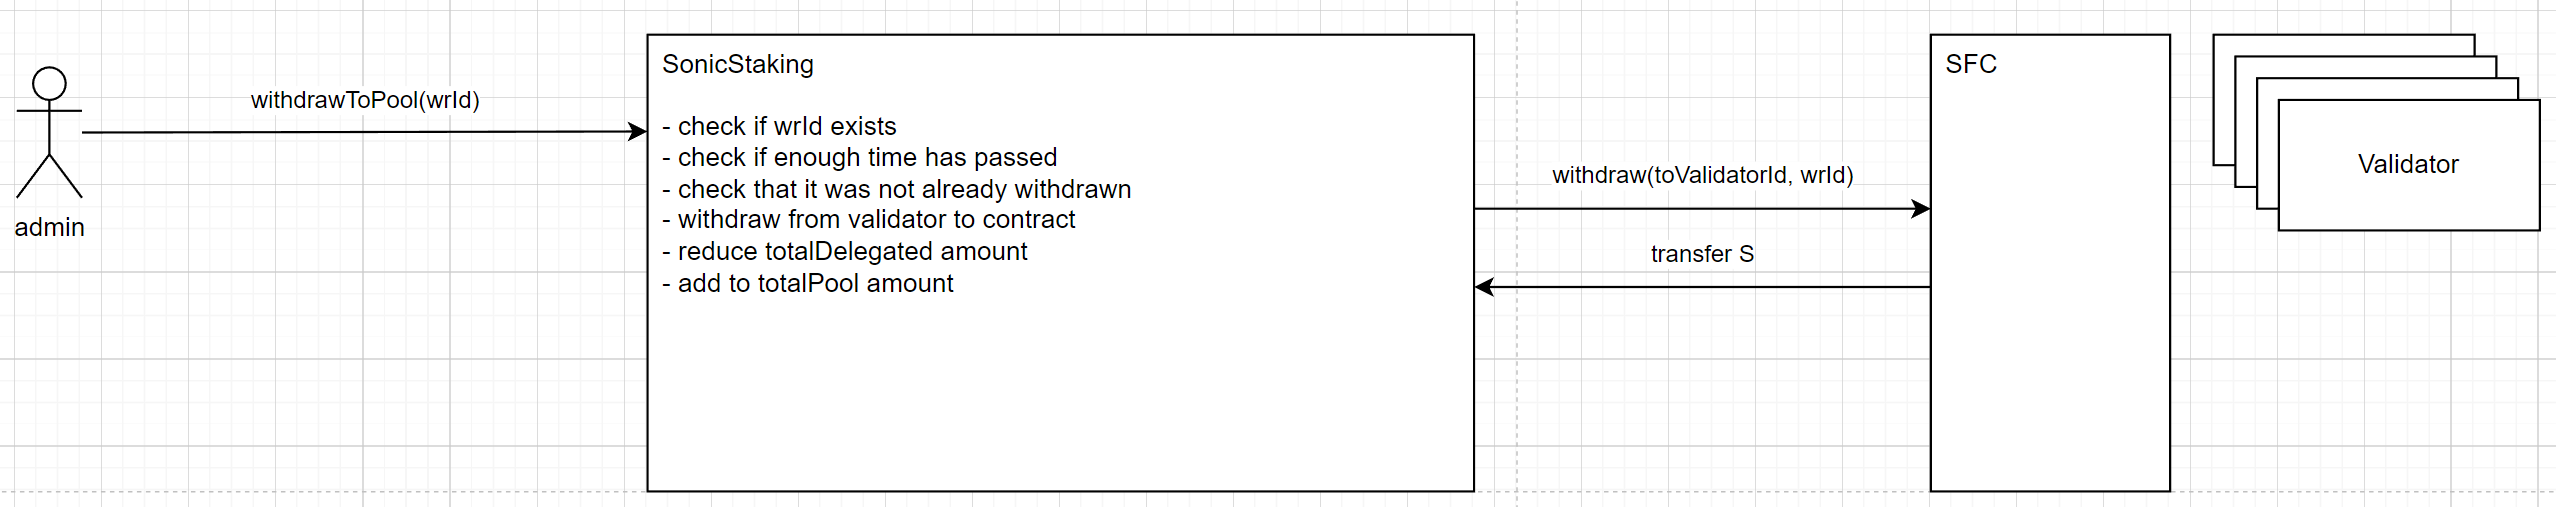 admin
withdrawToPool(wrId)
SonicStaking
- check if wrId exists
- check if enough time has passed
- check that it was not already withdrawn
- withdraw from validator to contract
- reduce totalDelegated amount
- add to totalPool amount
withdraw(toValidatorId, wrId)
transfer S
SFC
Validator